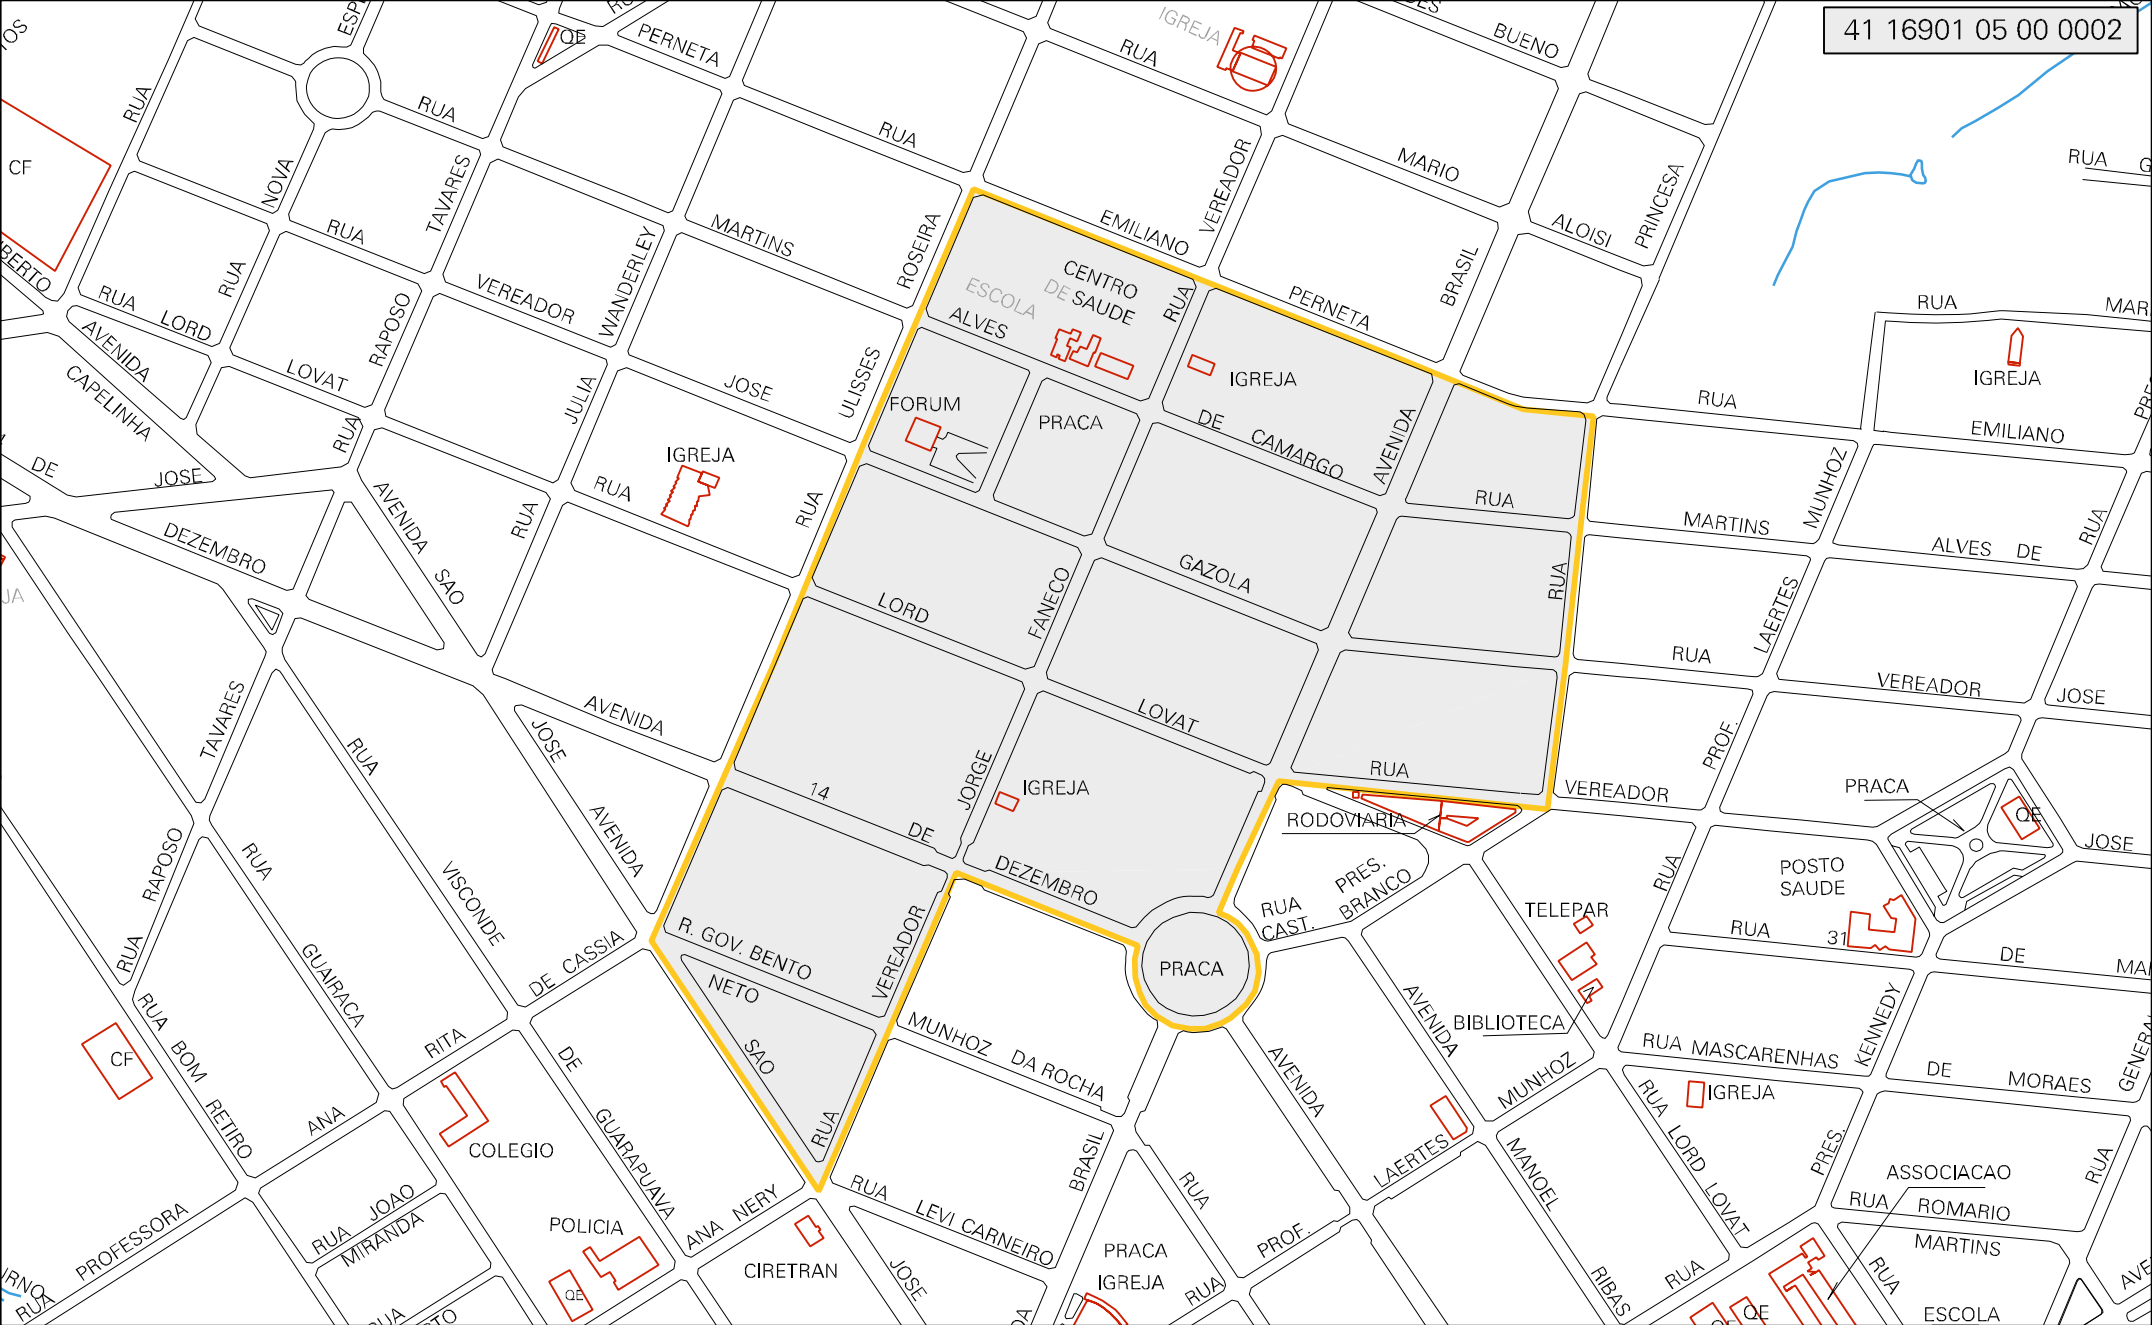 41 16901 05 00 0002
BUENO
IGREJA
RUA
PERNETA
QE
RUA
RUA
RUA
CF
NOVA
TAVARES
VEREADOR
MARIO
PRINCESA
RUA
ALOISI
RUA
MARTINS
ROSEIRA
EMILIANO
BRASIL
WANDERLEY
RUA
RUA
LORD
VEREADOR
CENTRO
DE SAUDE
ESCOLA
ALVES
RUA
PERNETA
RUA
AVENIDA
CAPELINHA
LOVAT
RAPOSO
JULIA
JOSE
ULISSES
FORUM
PRACA
IGREJA
DE
CAMARGO
AVENIDA
RUA
IGREJA
EMILIANO
RUA
DE
JOSE
AVENIDA
SAO
IGREJA
RUA
RUA
RUA
RUA
MARTINS
MUNHOZ
ALVES DE
RUA
DEZEMBRO
GAZOLA
RUA
LAERTES
FANECO
LORD
RUA
VEREADOR
JOSE
TAVARES
AVENIDA
LOVAT
PROF.
RUA
JOSE
JORGE
IGREJA
14
DE
DEZEMBRO
RUA
VEREADOR
PRACA
QE
JOSE
RODOVIARIA
PRES.
BRANCO
RUA
CAST.
RUA
RAPOSO
RUA
AVENIDA
VISCONDE
POSTO
SAUDE
TELEPAR
RUA
31
DE
R. GOV. BENTO
NETO
VEREADOR
PRACA
RUA
GUAIRACA
DE CASSIA
RITA
ANA
RUA
BOM
RETIRO
CF
DE
GUARAPUAVA
SAO
RUA
MUNHOZ
DA ROCHA
AVENIDA
AVENIDA
BIBLIOTECA
MUNHOZ
LAERTES
RUA MASCARENHAS
DE
MORAES
KENNEDY
IGREJA
RUA
LORD
LOVAT
PRES.
ASSOCIACAO
RUA
COLEGIO
PROFESSORA
RUA
RUA JOAO
MIRANDA
POLICIA
QE
ANA NERY
CIRETRAN
RUA
LEVI CARNEIRO
BRASIL
JOSE
RUA
PROF.
RUA
PRACA
IGREJA
MANOEL
RIBAS
RUA
RUA
ROMARIO
MARTINS
RUA
QE
ESCOLA